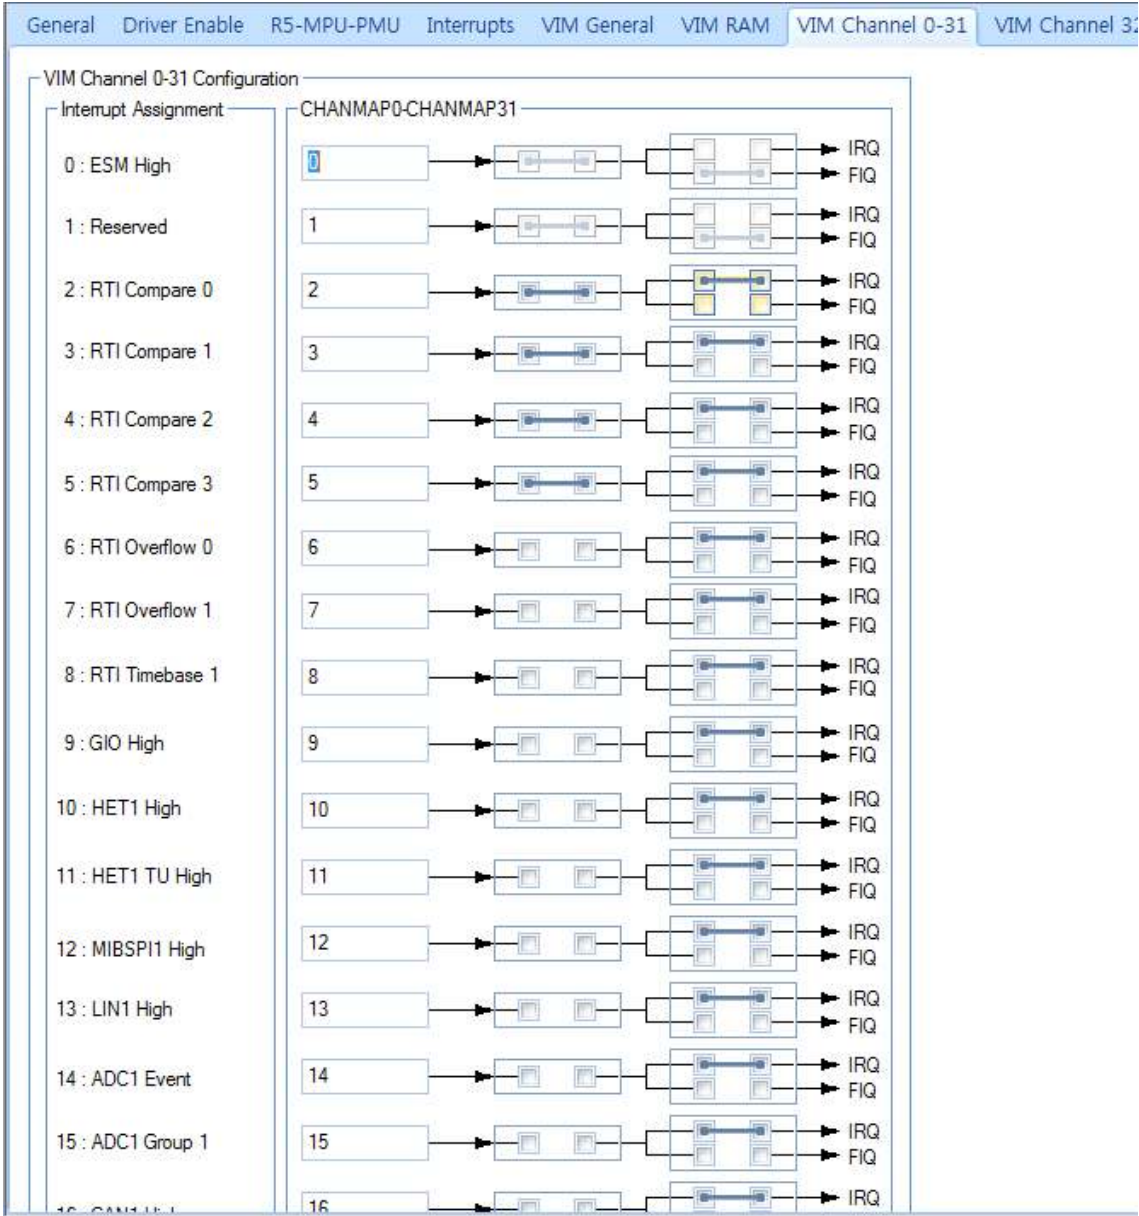 General Driver Enable R5-MPU-PMU Interrupts VIM General VIM RAM VIM Channel 0-31 VIM Channel 32
VIM Channel 0-31 Configuration
Interrupt Assignment CHANMAP0-CHANMAP31
0 : ESM High 0 IRQ
FIQ
1 : Reserved 1 IRQ
FIQ
2 : RTI Compare 0 2 IRQ
FIQ
3 : RTI Compare 1 3 IRQ
FIQ
4 : RTI Compare 2 4 IRQ
FIQ
5 : RTI Compare 3 5 IRQ
FIQ
6 : RTI Overflow 0 6 IRQ
FIQ
7 : RTI Overflow 1 7 IRQ
FIQ
8 : RTI Timebase 1 8 IRQ
FIQ
9 : GIO High 9 IRQ
FIQ
10 : HET1 High 10 IRQ
FIQ
11 : HET1 TU High 11 IRQ
FIQ
12 : MIBSPI1 High 12 IRQ
FIQ
13 : LIN1 High 13 IRQ
FIQ
14 : ADC1 Event 14 IRQ
FIQ
15 : ADC1 Group 1 15 IRQ
FIQ
16 : CAN1 High 16 IRQ